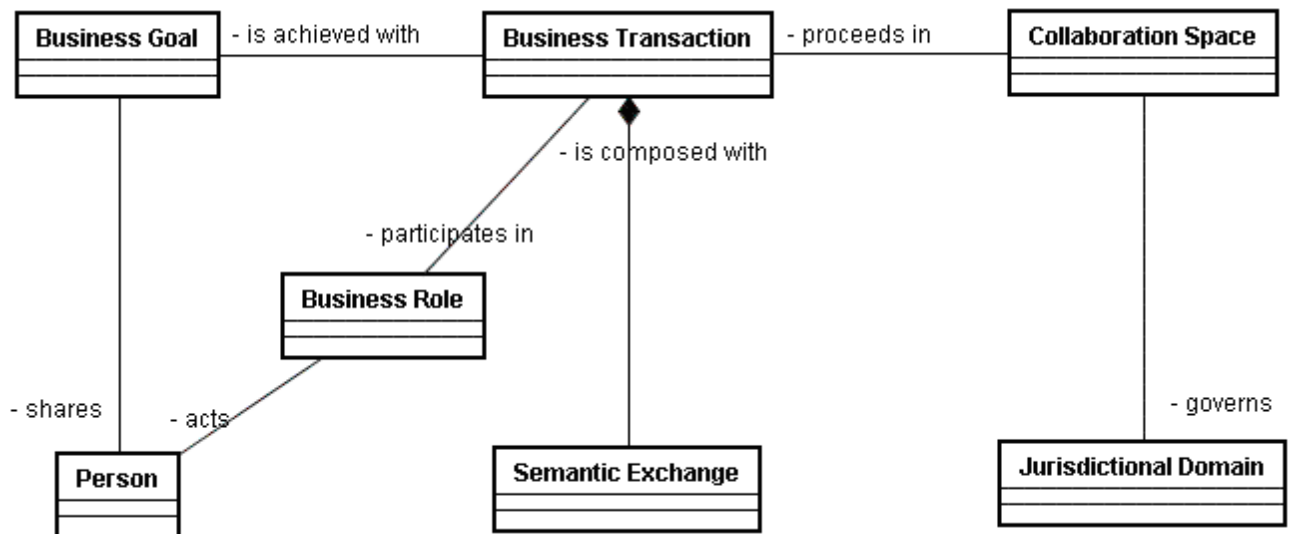 Business Goal
- is achieved with
Business Transaction
- proceeds in
Collaboration Space
- is composed with
- participates in
Business Role
- shares
- acts
- governs
Person
Semantic Exchange
Jurisdictional Domain